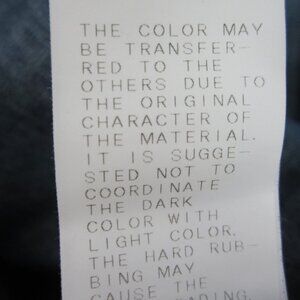 THE COLOR MAY
BE TRANSFER-
RED TO THE
OTHERS DUE TO
THE ORIGINAL
CHARACTER OF
THE MATERIAL.
IT IS SUGGE-
STED NOT TO
COORDINATE
THE DARK
COLOR WITH
LIGHT COLOR.
THE HARD RUB-
BING MAY
CAUSE THE